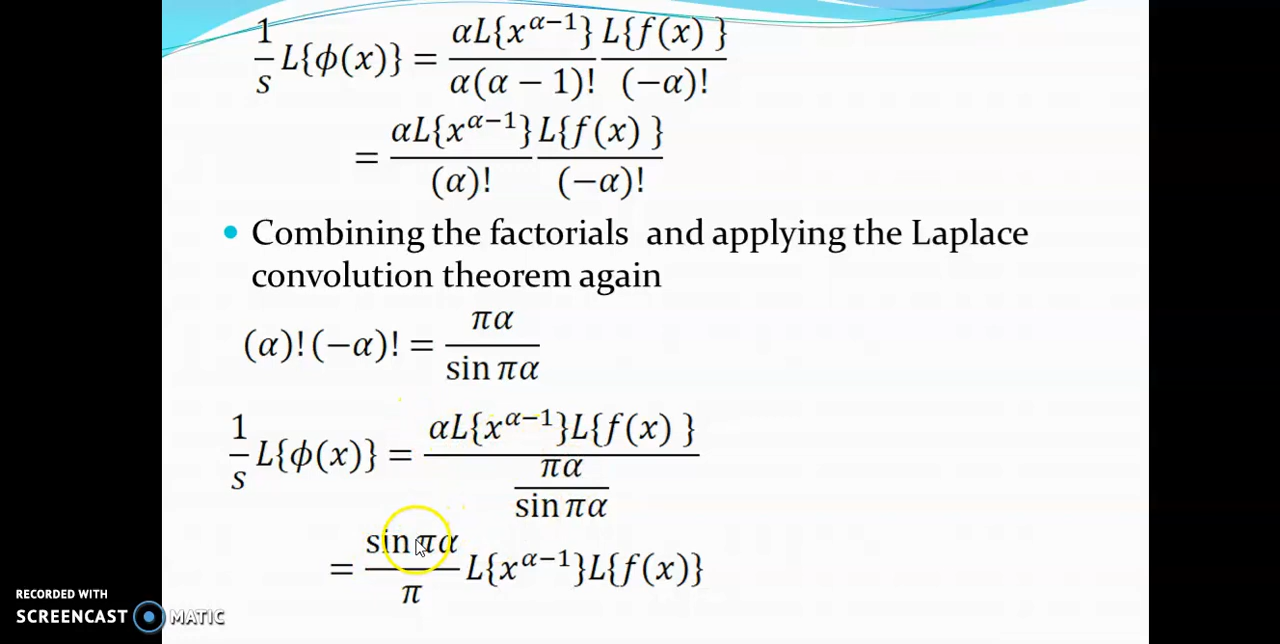 1/s L{ϕ(x)} = αL{x^(α−1)}/α(α − 1)! L{f(x) }/(−α)!
= αL{x^(α−1)}/(α)! L{f(x) }/(−α)!
• Combining the factorials and applying the Laplace
convolution theorem again
(α)! (−α)! = πα/sin πα
1/s L{ϕ(x)} = αL{x^(α−1)}L{f(x) }/(πα/sin πα)
= sin πα/π L{x^(α−1)}L{f(x)}
RECORDED WITH
SCREENCAST MATIC